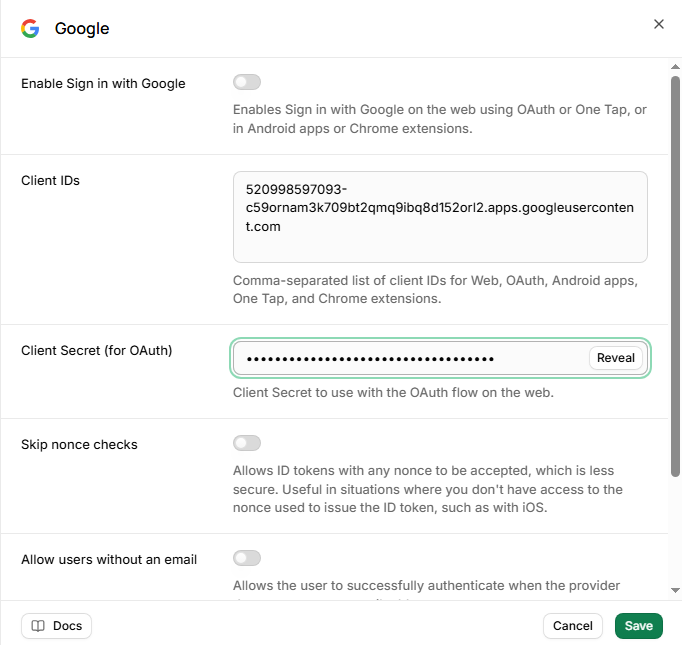 Google
Enable Sign in with Google
Enables Sign in with Google on the web using OAuth or One Tap, or
in Android apps or Chrome extensions.
Client IDs
520998597093-
c59ornam3k709bt2qmq9ibq8d152orl2.apps.googleuserconten
t.com
Comma-separated list of client IDs for Web, OAuth, Android apps,
One Tap, and Chrome extensions.
Client Secret (for OAuth)
•••••••••••••••••••••••••••••••••••
Reveal
Client Secret to use with the OAuth flow on the web.
Skip nonce checks
Allows ID tokens with any nonce to be accepted, which is less
secure. Useful in situations where you don't have access to the
nonce used to issue the ID token, such as with iOS.
Allow users without an email
Allows the user to successfully authenticate when the provider
Docs
Cancel
Save